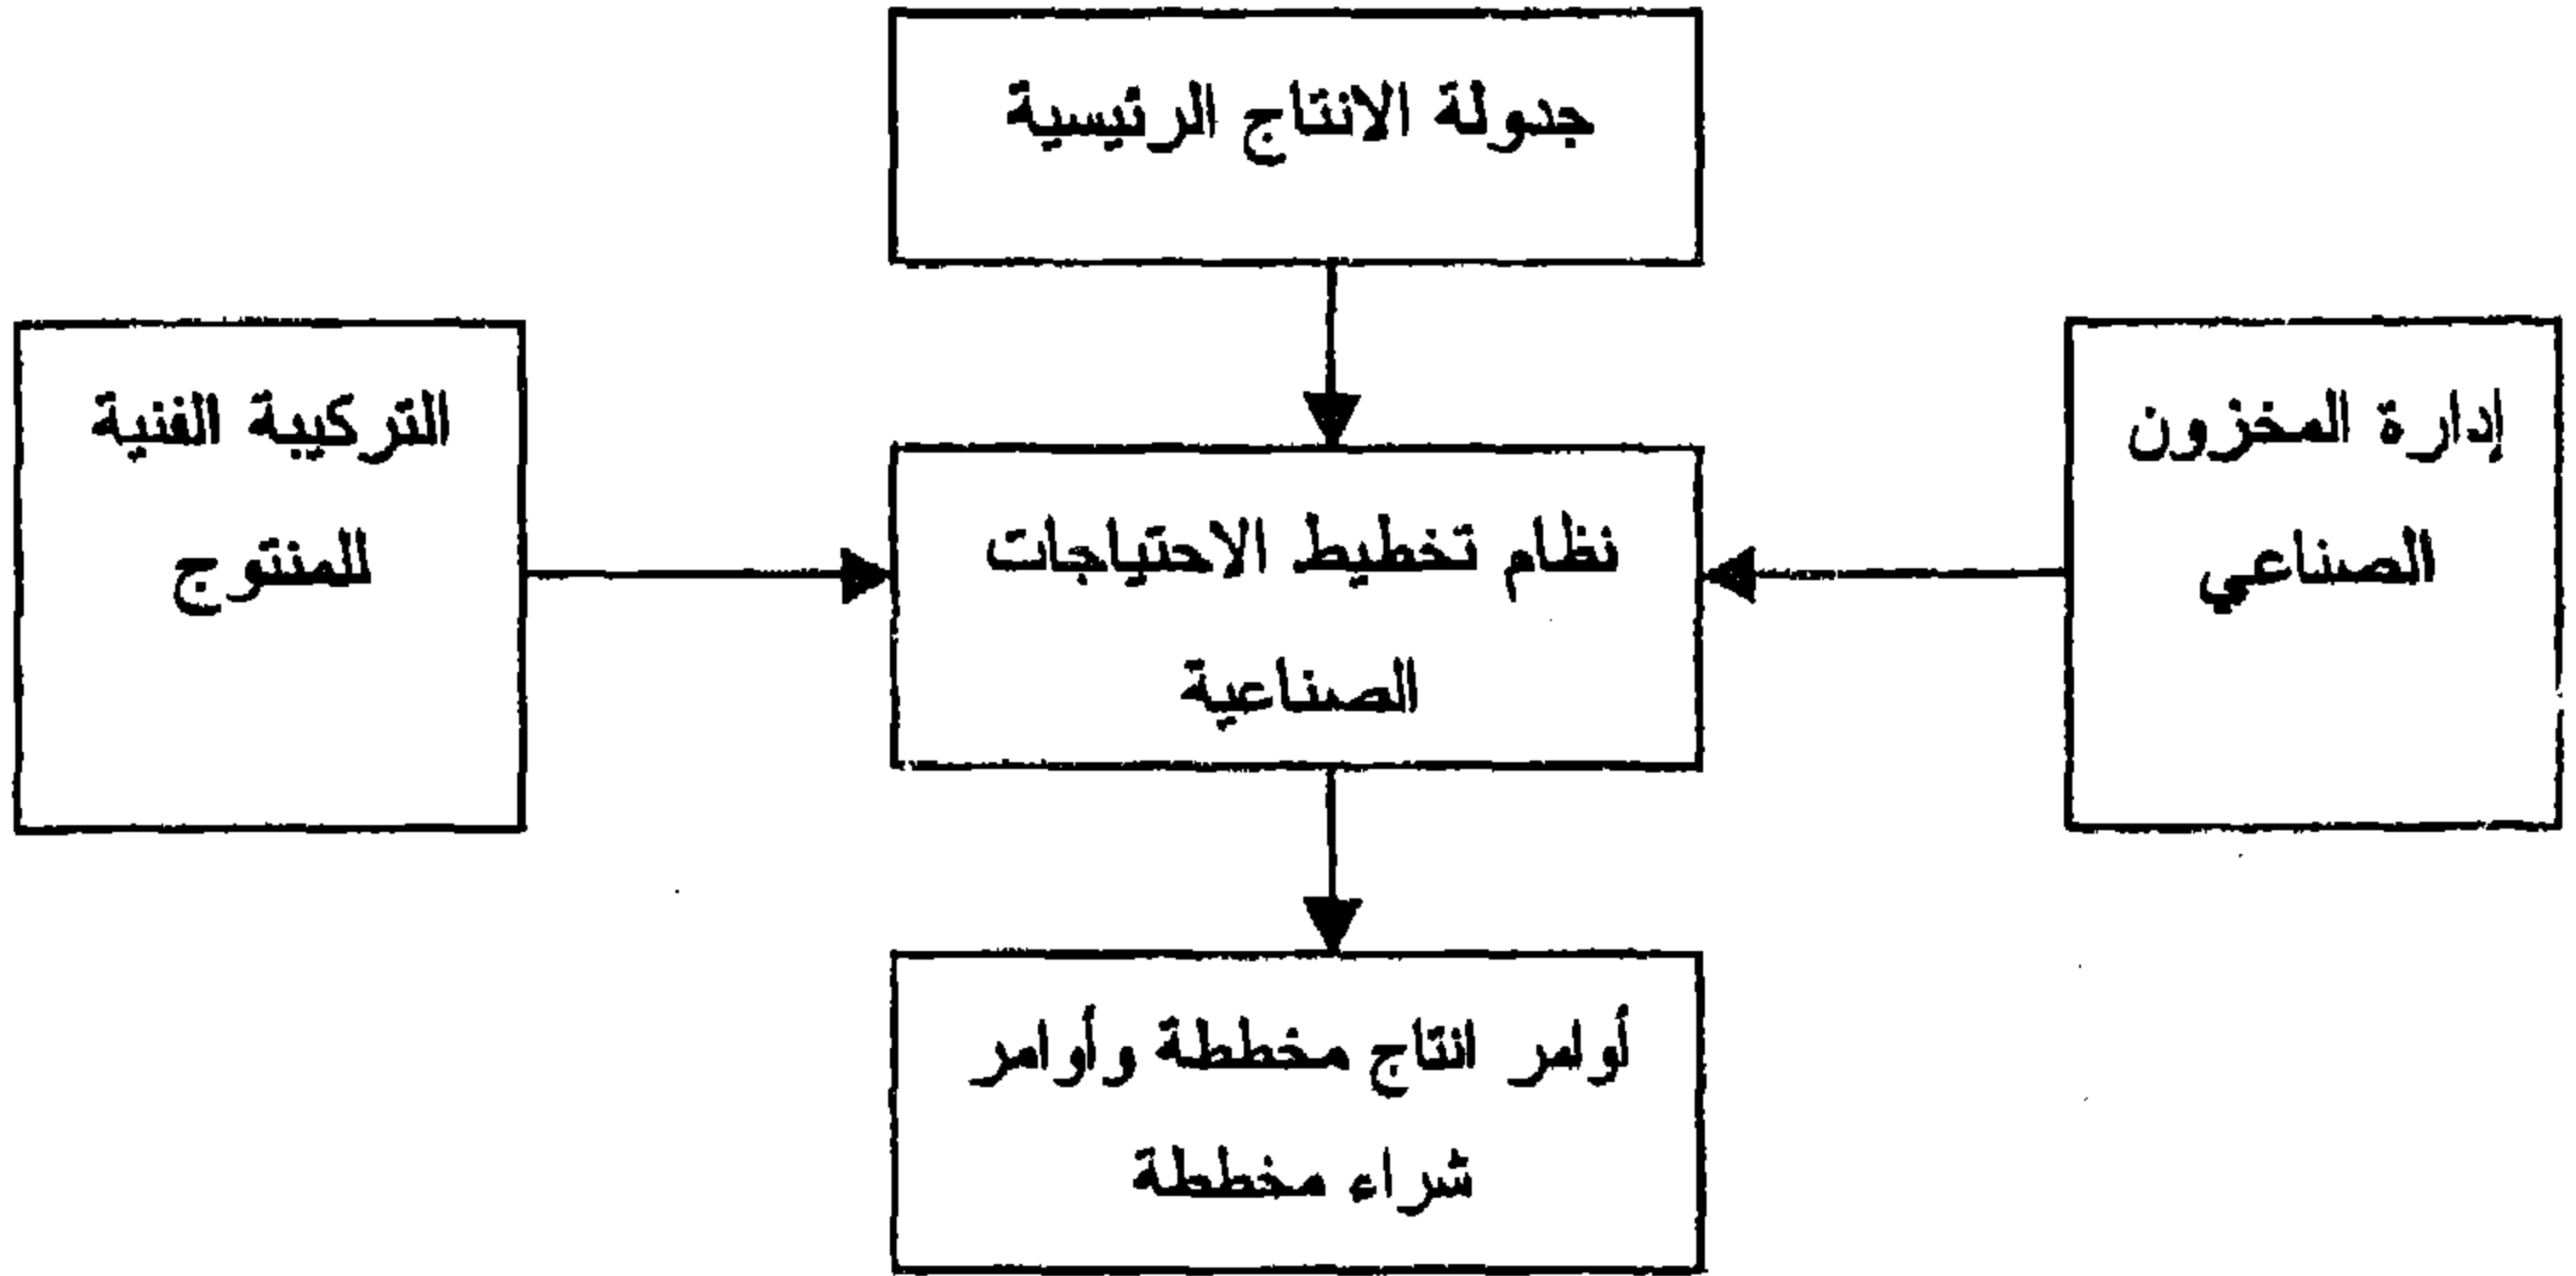 جدولة الانتاج الرئيسية
إدارة المخزون
الصناعي
نظام تخطيط الاحتياجات
الصناعية
التركيبة الفنية
للمنتوج
أوامر انتاج مخططة وأوامر
شراء مخططة